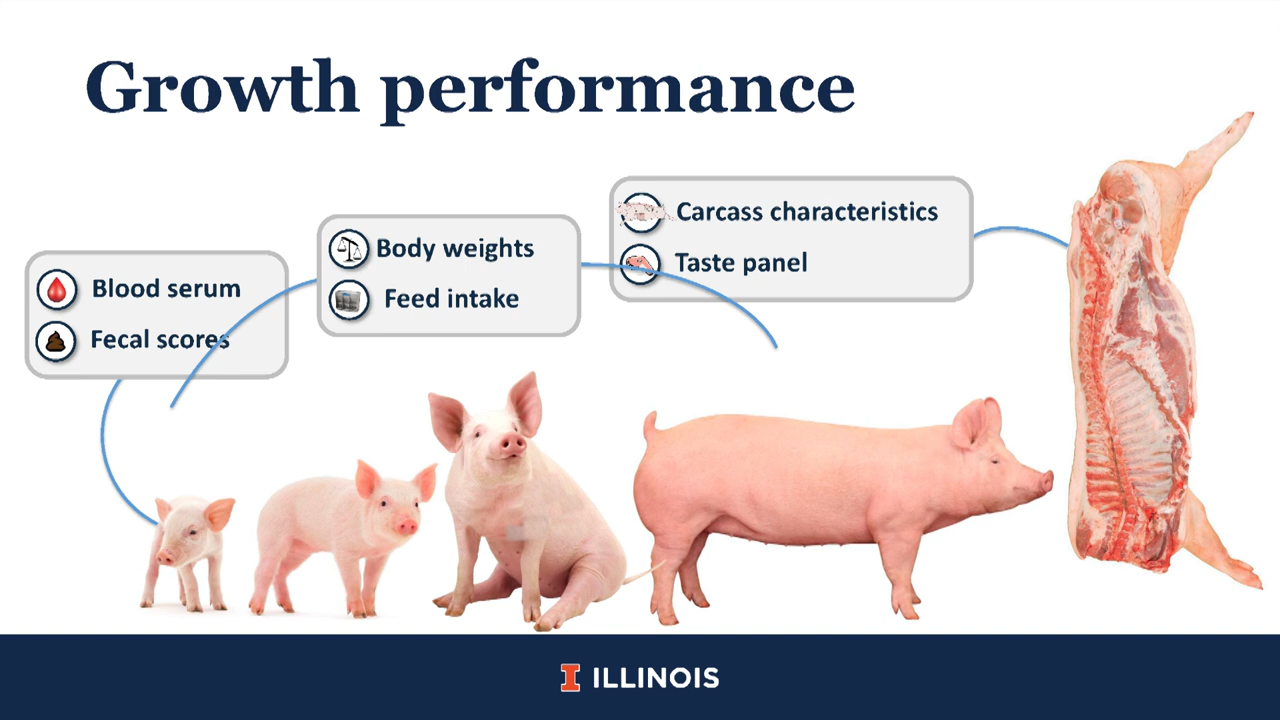 Growth performance
Blood serum
Fecal scores
Body weights
Feed intake
Carcass characteristics
Taste panel
I ILLINOIS